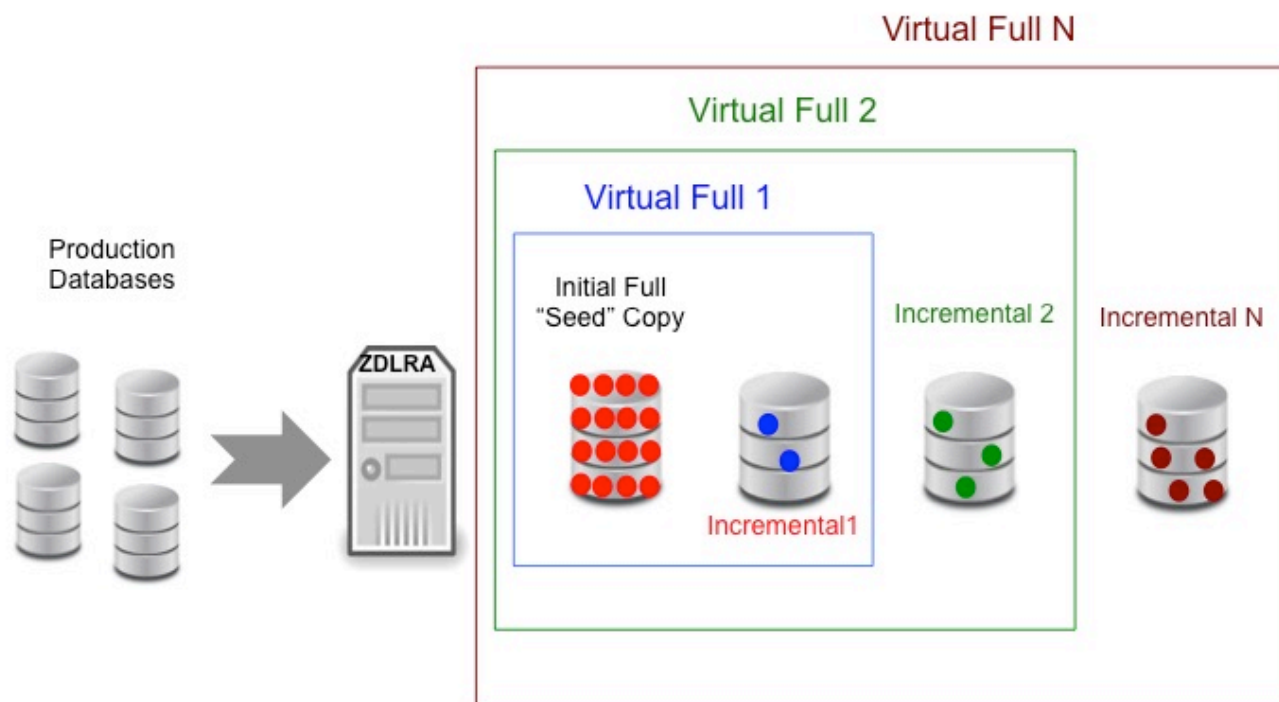 Virtual Full N
Virtual Full 2
Virtual Full 1
Production
Databases
Initial Full
“Seed” Copy
Incremental 2
Incremental N
ZDLRA
Incremental1